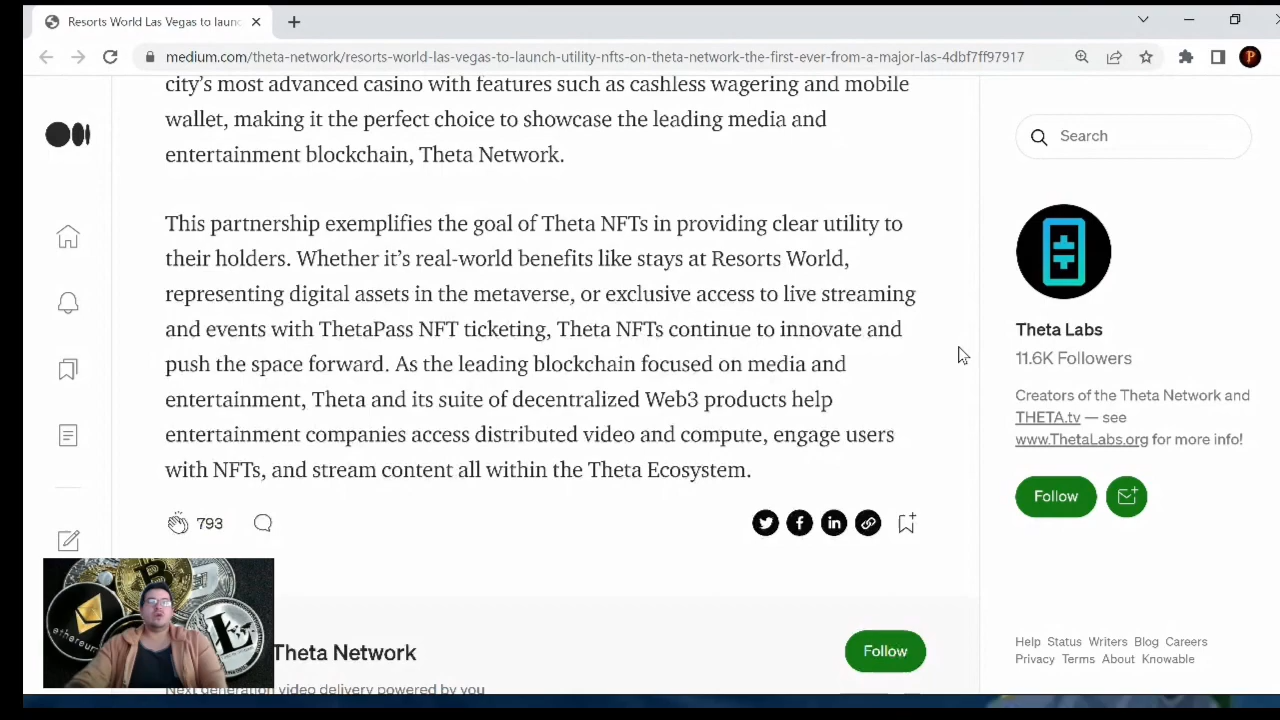 Resorts World Las Vegas to laun
medium.com/theta-network/resorts-world-las-vegas-to-launch-utility-nfts-on-theta-network-the-first-ever-from-a-major-las-4dbf7ff97917
P
city's most advanced casino with features such as cashless wagering and mobile
wallet, making it the perfect choice to showcase the leading media and
entertainment blockchain, Theta Network.
This partnership exemplifies the goal of Theta NFTs in providing clear utility to
their holders. Whether it's real-world benefits like stays at Resorts World,
representing digital assets in the metaverse, or exclusive access to live streaming
and events with ThetaPass NFT ticketing, Theta NFTs continue to innovate and
push the space forward. As the leading blockchain focused on media and
entertainment, Theta and its suite of decentralized Web3 products help
entertainment companies access distributed video and compute, engage users
with NFTs, and stream content all within the Theta Ecosystem.
793
Theta Network
Follow
Next generation video delivery powered by you
Search
Theta Labs
11.6K Followers
Creators of the Theta Network and
THETA.tv — see
www.ThetaLabs.org for more info!
Follow
Help Status Writers Blog Careers
Privacy Terms About Knowable
ethereum